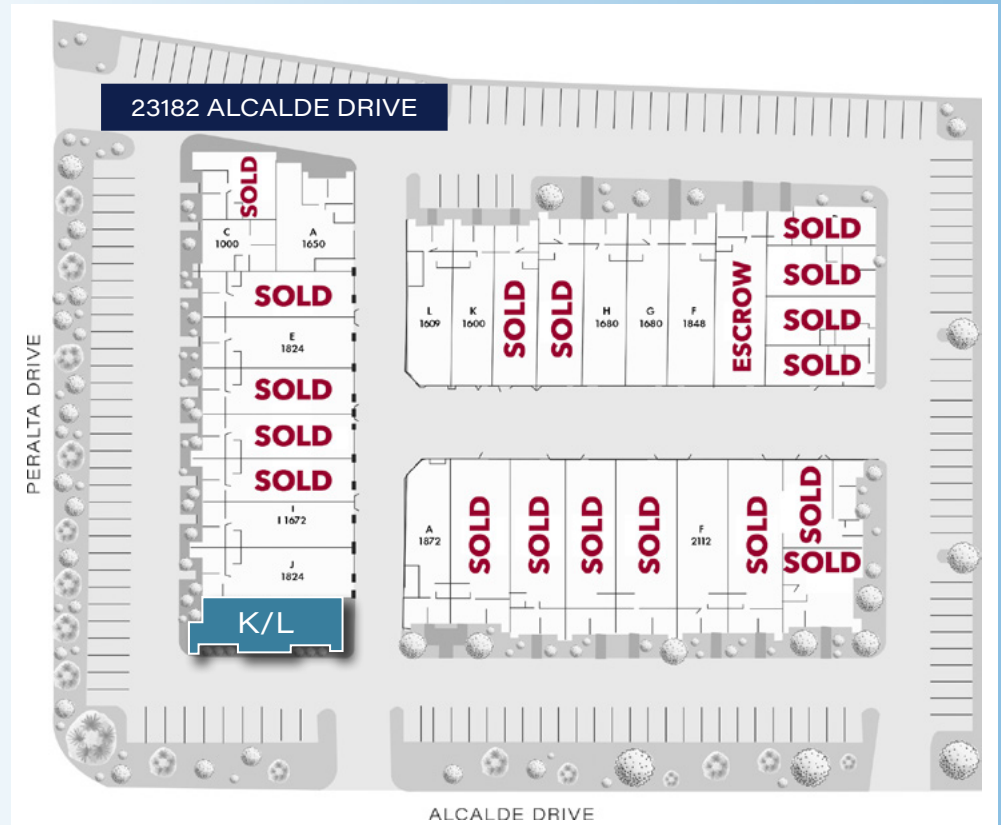 23182 ALCALDE DRIVE
PERALTA DRIVE
SOLD
C
1000
A
1650
SOLD
E
1824
SOLD
SOLD
SOLD
I
I 1672
J
1824
K/L
L
1609
K
1600
SOLD
SOLD
H
1680
G
1680
F
1848
ESCROW
SOLD
SOLD
SOLD
SOLD
A
1872
SOLD
SOLD
SOLD
SOLD
F
2112
SOLD
SOLD
SOLD
ALCALDE DRIVE